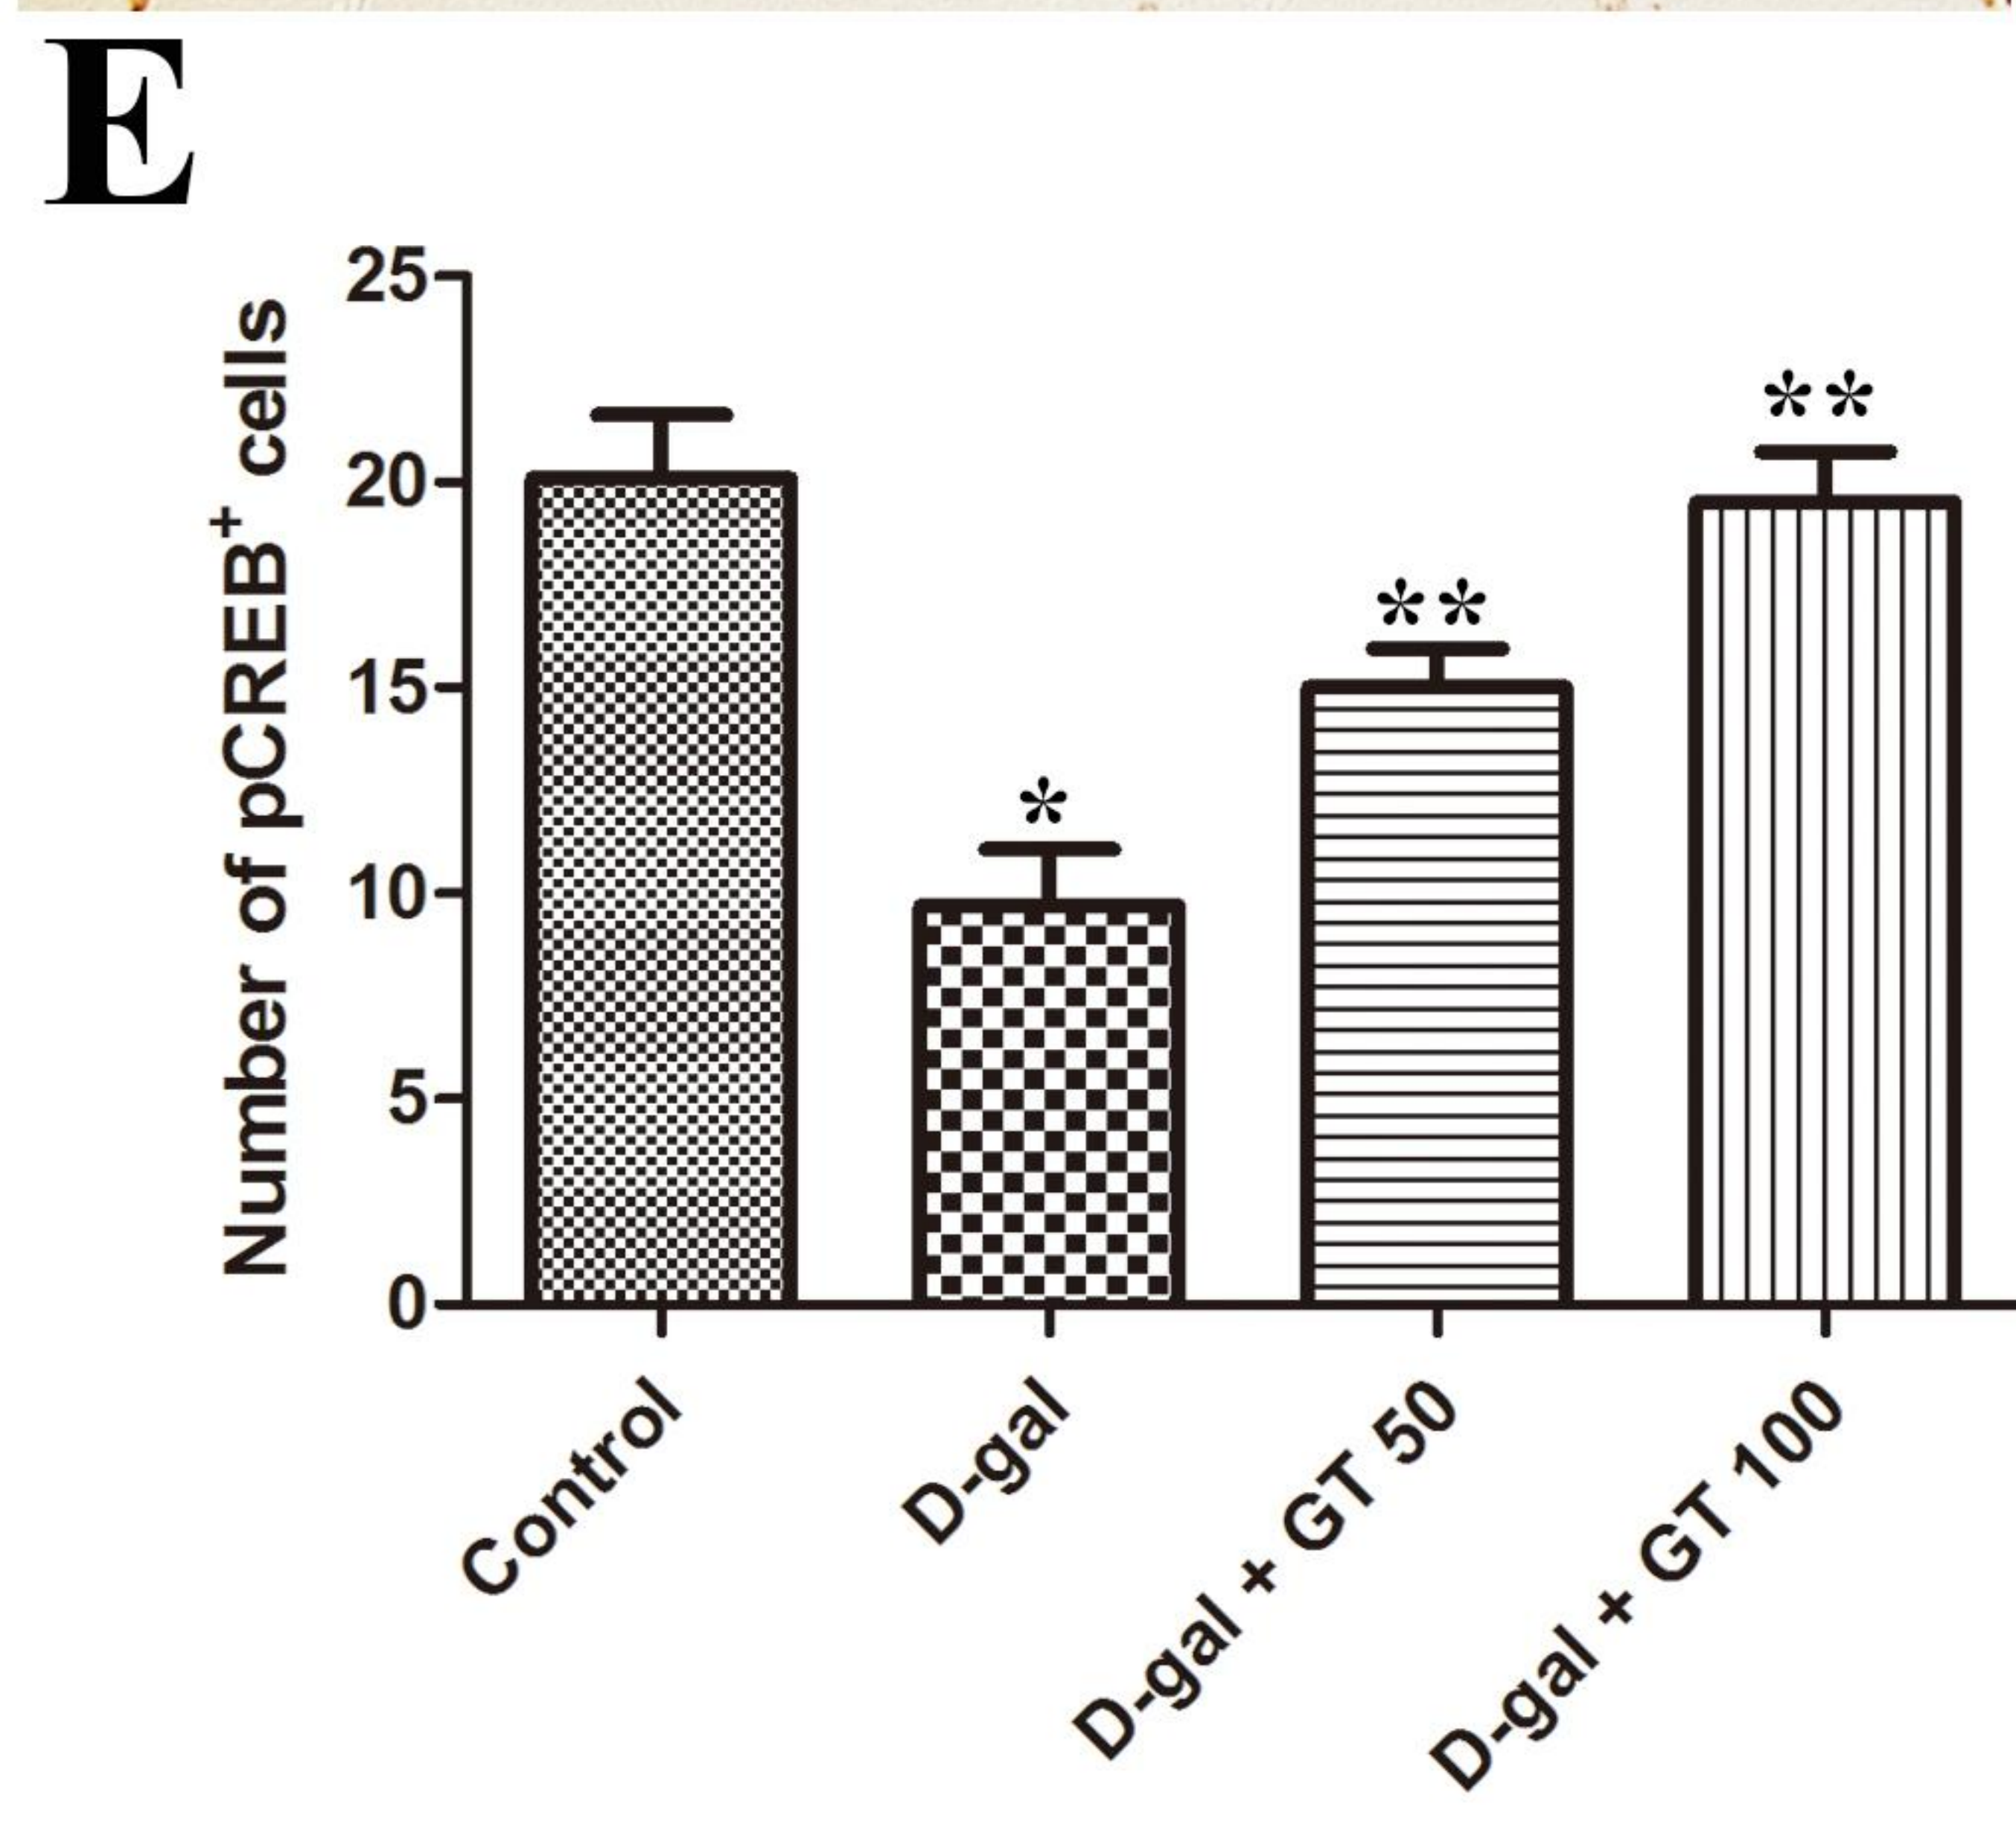 E
Number of pCREB⁺ cells
25
20
15
10
5
0
*
**
**
Control
D-gal
D-gal + GT 50
D-gal + GT 100